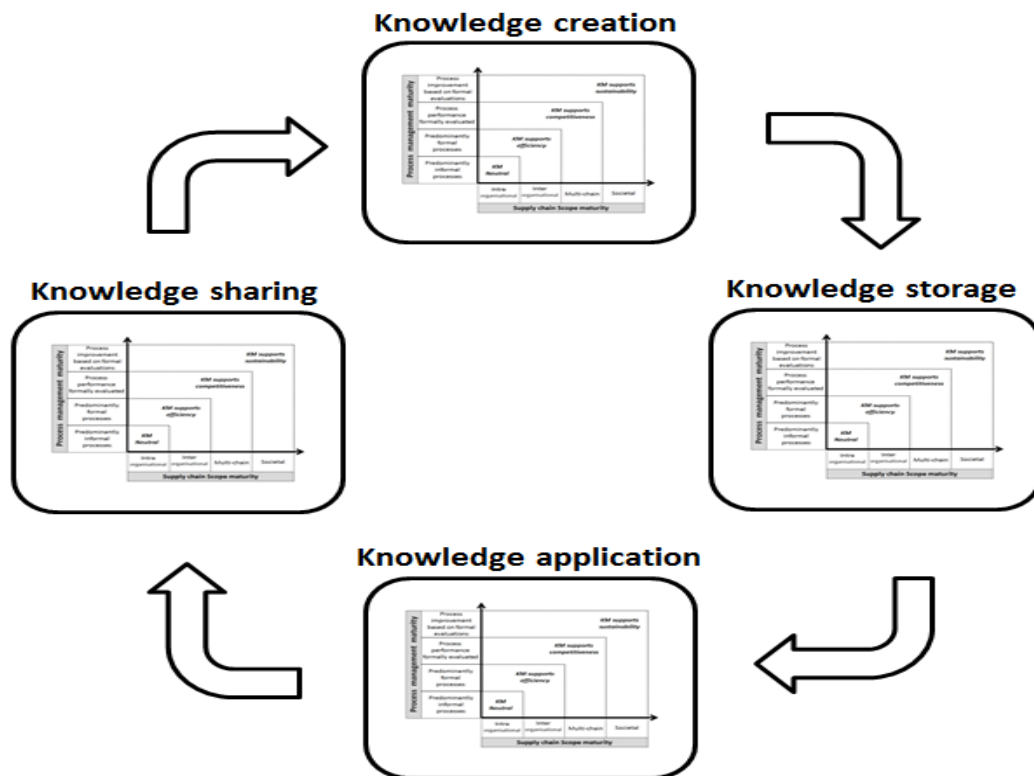 Knowledge creation
Process management maturity
Process
improvement
based on formal
evaluations
Process
performance
formally evaluated
Predominantly
formal
processes
Predominantly
informal
processes
KM supports
sustainability
KM supports
competitiveness
KM supports
efficiency
KM
Neutral
Intra
organisational
Inter
organisational
Multi-chain
Societal
Supply chain Scope maturity
Knowledge sharing
Process management maturity
Process
improvement
based on formal
evaluations
Process
performance
formally evaluated
Predominantly
formal
processes
Predominantly
informal
processes
KM supports
sustainability
KM supports
competitiveness
KM supports
efficiency
KM
Neutral
Intra
organisational
Inter
organisational
Multi-chain
Societal
Supply chain Scope maturity
Knowledge storage
Process management maturity
Process
improvement
based on formal
evaluations
Process
performance
formally evaluated
Predominantly
formal
processes
Predominantly
informal
processes
KM supports
sustainability
KM supports
competitiveness
KM supports
efficiency
KM
Neutral
Intra
organisational
Inter
organisational
Multi-chain
Societal
Supply chain Scope maturity
Knowledge application
Process management maturity
Process
improvement
based on formal
evaluations
Process
performance
formally evaluated
Predominantly
formal
processes
Predominantly
informal
processes
KM supports
sustainability
KM supports
competitiveness
KM supports
efficiency
KM
Neutral
Intra
organisational
Inter
organisational
Multi-chain
Societal
Supply chain Scope maturity